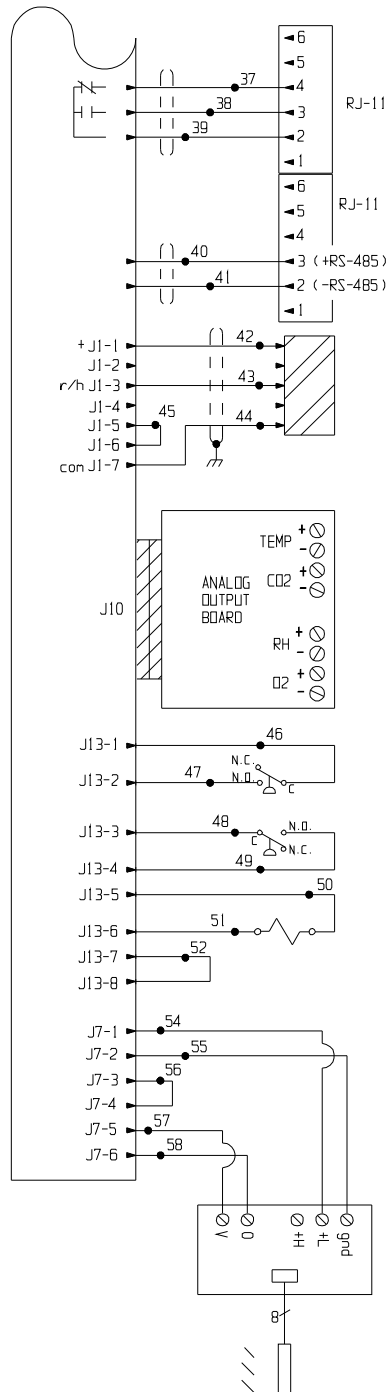 6
5
37
4
38
3
RJ-11
39
2
1
6
5
RJ-11
4
40
3 (+RS-485)
41
2 (-RS-485)
1
+ J1-1
42
J1-2
r/h J1-3
43
J1-4
J1-5
45
44
J1-6
com J1-7
J10
ANALOG
OUTPUT
BOARD
TEMP + -
CO2 + -
RH + -
O2 + -
J13-1
46
N.C.
J13-2
47
N.O.
C
J13-3
48
N.O.
C
N.C.
J13-4
49
J13-5
50
J13-6
51
J13-7
52
J13-8
J7-1
54
J7-2
55
J7-3
56
J7-4
J7-5
57
J7-6
58
V
O
+H
+L
gnd
8